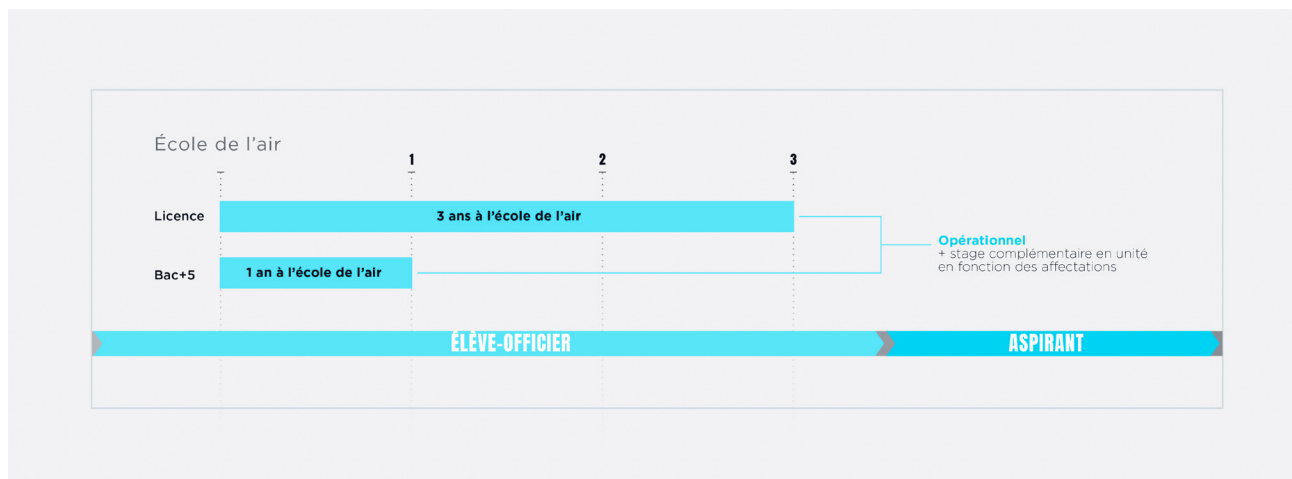 École de l'air
1 2 3
Licence 3 ans à l'école de l'air
Opérationnel
+ stage complémentaire en unité
en fonction des affectations
Bac+5 1 an à l'école de l'air
ÉLÈVE-OFFICIER ASPIRANT